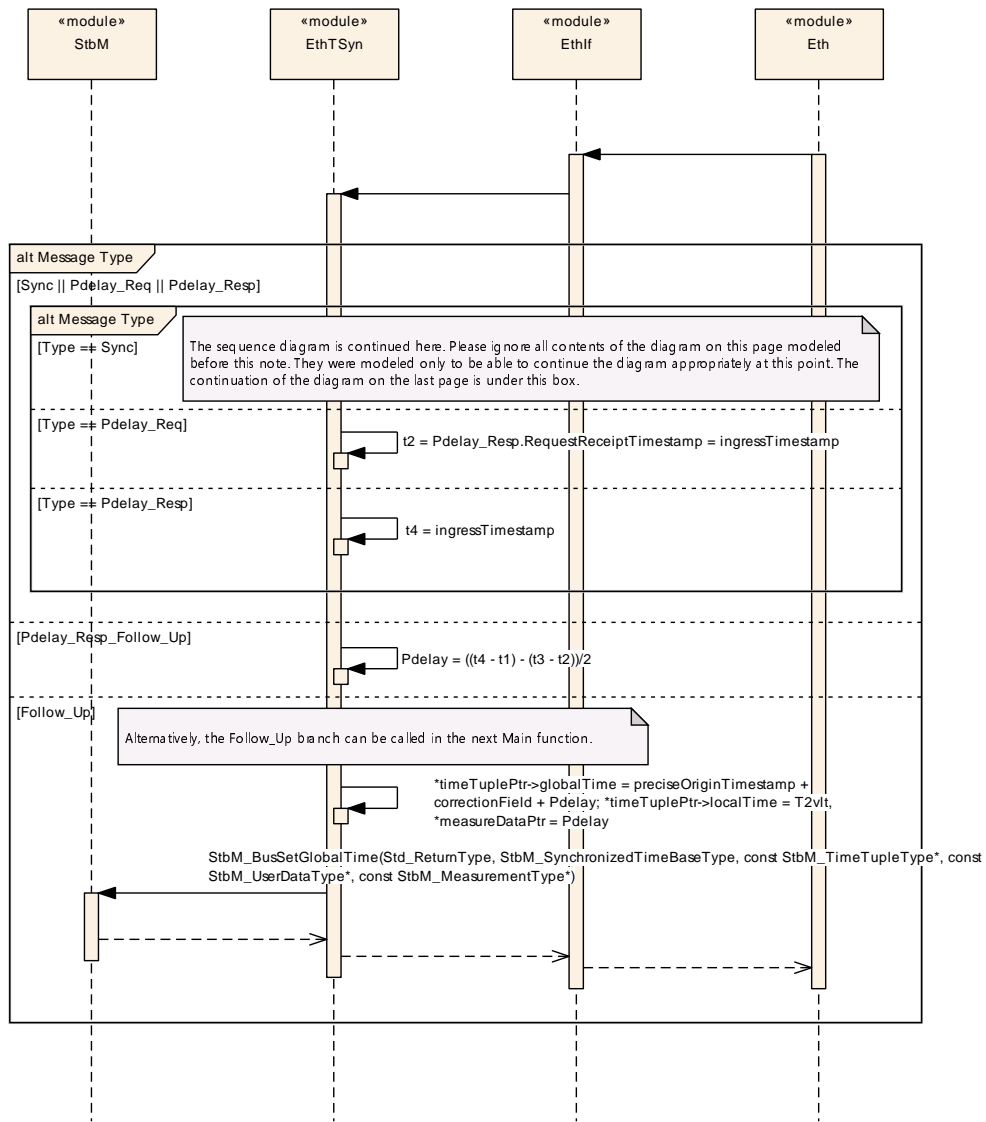 «module»
StbM
«module»
EthTSyn
«module»
EthIf
«module»
Eth
alt Message Type
[Sync || Pdelay_Req || Pdelay_Resp]
alt Message Type
[Type == Sync]
The sequence diagram is continued here. Please ignore all contents of the diagram on this page modeled
before this note. They were modeled only to be able to continue the diagram appropriately at this point. The
continuation of the diagram on the last page is under this box.
[Type == Pdelay_Req]
t2 = Pdelay_Resp.RequestReceiptTimestamp = ingressTimestamp
[Type == Pdelay_Resp]
t4 = ingressTimestamp
[Pdelay_Resp_Follow_Up]
Pdelay = ((t4 - t1) - (t3 - t2))/2
[Follow_Up]
Alternatively, the Follow_Up branch can be called in the next Main function.
*timeTuplePtr->globalTime = preciseOriginTimestamp +
correctionField + Pdelay; *timeTuplePtr->localTime = T2vlt,
*measureDataPtr = Pdelay
StbM_BusSetGlobalTime(Std_ReturnType, StbM_SynchronizedTimeBaseType, const StbM_TimeTupleType*, const
StbM_UserDataType*, const StbM_MeasurementType*)